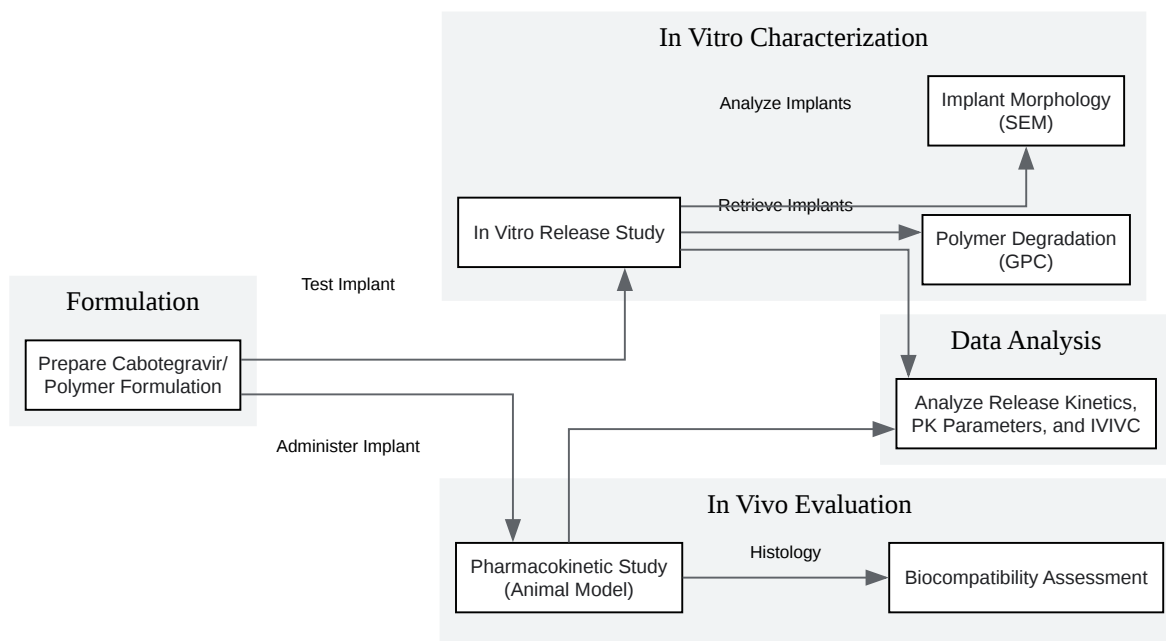 In Vitro Characterization
Analyze Implants
Implant Morphology
(SEM)
Retrieve Implants
In Vitro Release Study
Polymer Degradation
(GPC)
Test Implant
Formulation
Prepare Cabotegravir/
Polymer Formulation
Data Analysis
Analyze Release Kinetics,
PK Parameters, and IVIVC
Administer Implant
In Vivo Evaluation
Histology
Pharmacokinetic Study
(Animal Model)
Biocompatibility Assessment